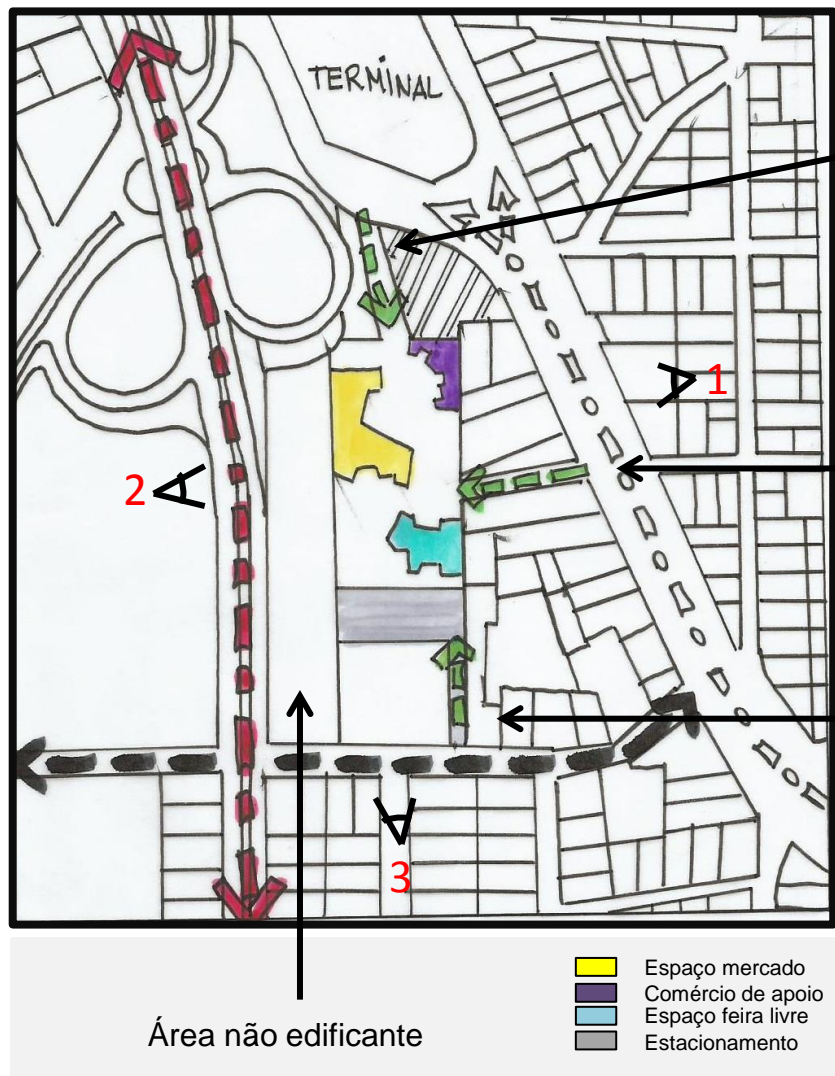 TERMINAL
1
2
3
Área não edificante
Espaço mercado
Comércio de apoio
Espaço feira livre
Estacionamento